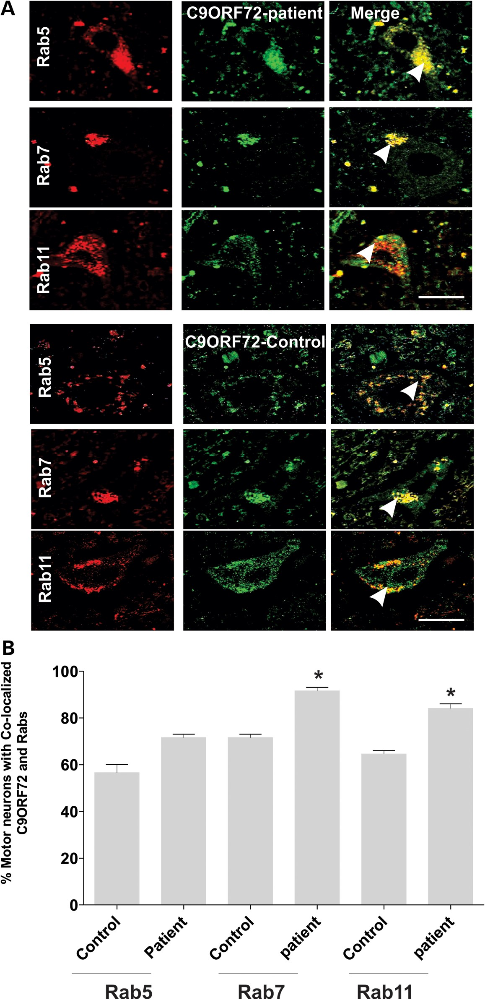 A
C9ORF72-patient
Merge
Rab5
Rab7
Rab11
C9ORF72-Control
Rab5
Rab7
Rab11
B
% Motor neurons with Co-localized
C9ORF72 and Rabs
100
80
60
40
20
0
*
*
Control
Patient
Control
patient
Control
patient
Rab5
Rab7
Rab11